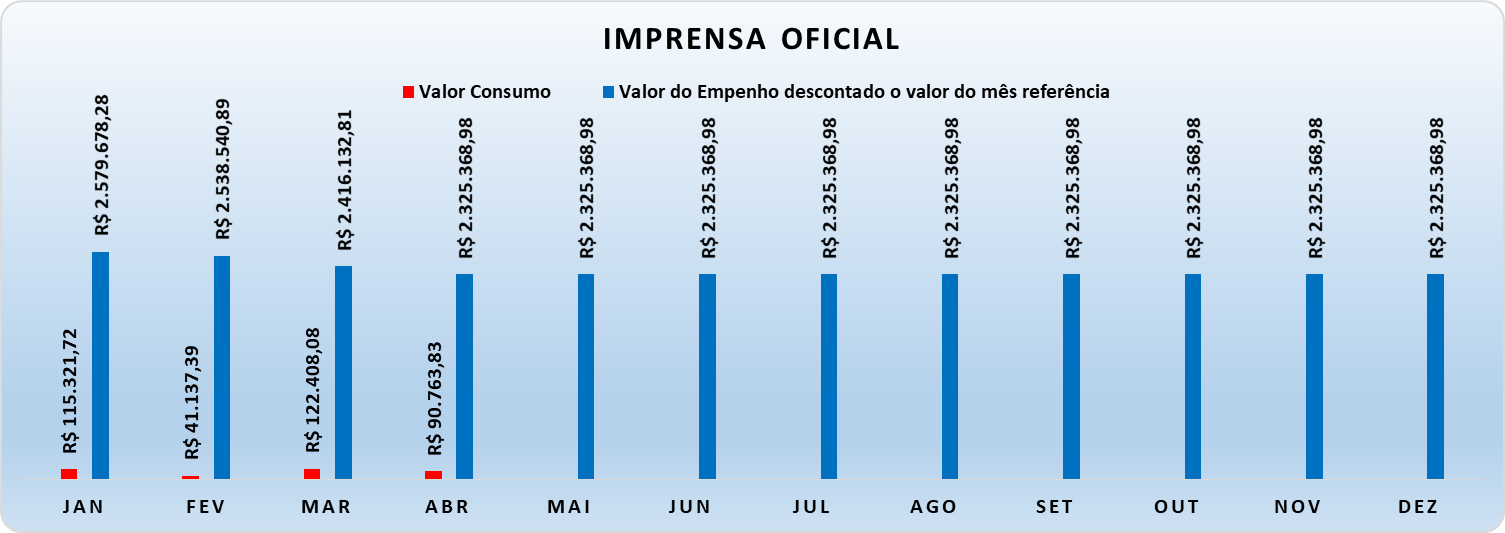 IMPRENSA OFICIAL
Valor Consumo
Valor do Empenho descontado o valor do mês referência
R$ 115.321,72
R$ 2.579.678,28
R$ 41.137,39
R$ 2.538.540,89
R$ 122.408,08
R$ 2.416.132,81
R$ 90.763,83
R$ 2.325.368,98
R$ 2.325.368,98
R$ 2.325.368,98
R$ 2.325.368,98
R$ 2.325.368,98
R$ 2.325.368,98
R$ 2.325.368,98
R$ 2.325.368,98
R$ 2.325.368,98
JAN FEV MAR ABR MAI JUN JUL AGO SET OUT NOV DEZ